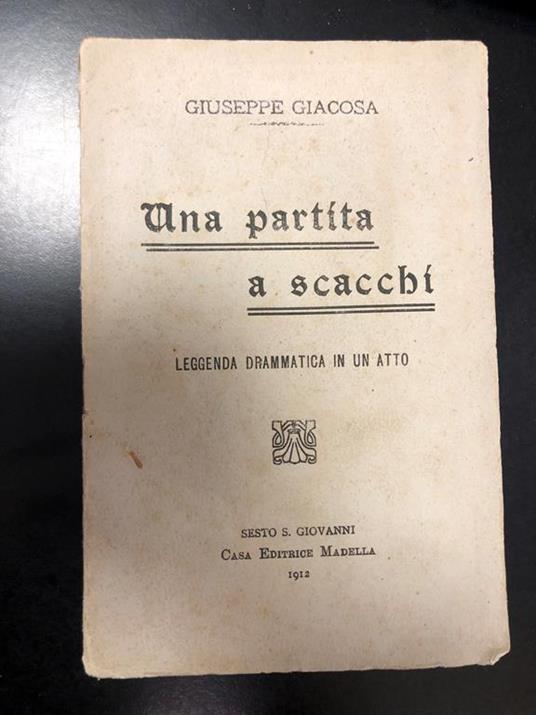 GIUSEPPE GIACOSA
Una partita
a scacchi
LEGGENDA DRAMMATICA IN UN ATTO
SESTO S. GIOVANNI
CASA EDITRICE MADELLA
1912